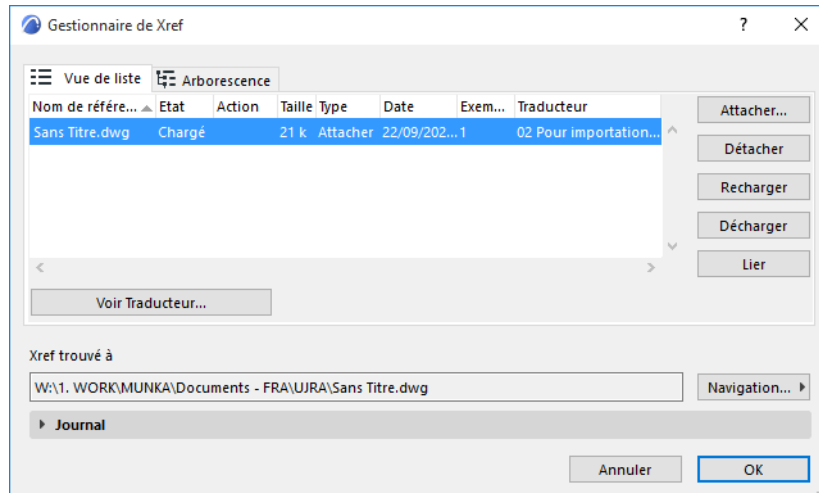 Gestionnaire de Xref
Vue de liste Arborescence
Nom de référe... Etat Action Taille Type Date Exem... Traducteur
Sans Titre.dwg Chargé 21 k Attacher 22/09/202... 1 02 Pour importation...
Attacher...
Détacher
Recharger
Décharger
Lier
Voir Traducteur...
Xref trouvé à
W:\1. WORK\MUNKA\Documents - FRA\UJRA\Sans Titre.dwg
Navigation...
Journal
Annuler OK